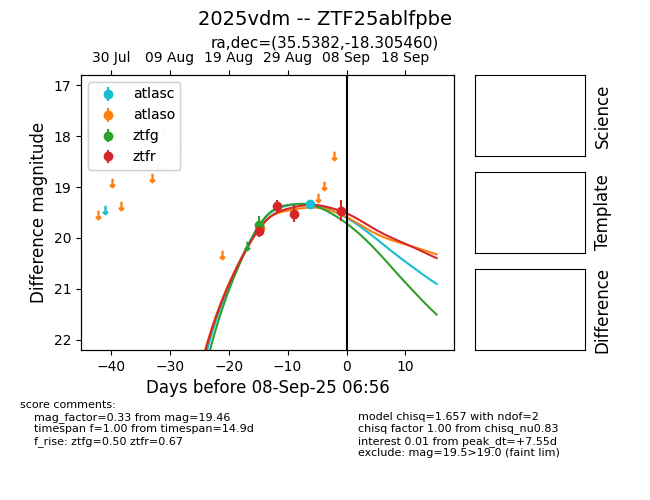 2025vdm -- ZTF25ablfpbe
ra,dec=(35.5382,-18.305460)
30 Jul 09 Aug 19 Aug 29 Aug 08 Sep 18 Sep
17
18
19
20
21
22
Difference magnitude
atlasc
atlaso
ztfg
ztfr
−40 −30 −20 −10 0 10
Days before 08-Sep-25 06:56
Science
Template
Difference
score comments:
mag_factor=0.33 from mag=19.46
timespan f=1.00 from timespan=14.9d
f_rise: ztfg=0.50 ztfr=0.67
model chisq=1.657 with ndof=2
chisq factor 1.00 from chisq_nu0.83
interest 0.01 from peak_dt=+7.55d
exclude: mag=19.5>19.0 (faint lim)